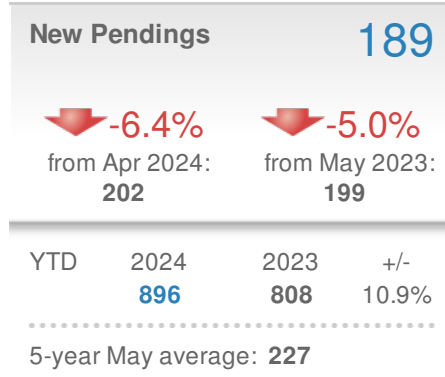 New Pendings 189
-6.4% -5.0%
from Apr 2024: from May 2023:
202 199
YTD 2024 2023 +/-
896 808 10.9%
5-year May average: 227